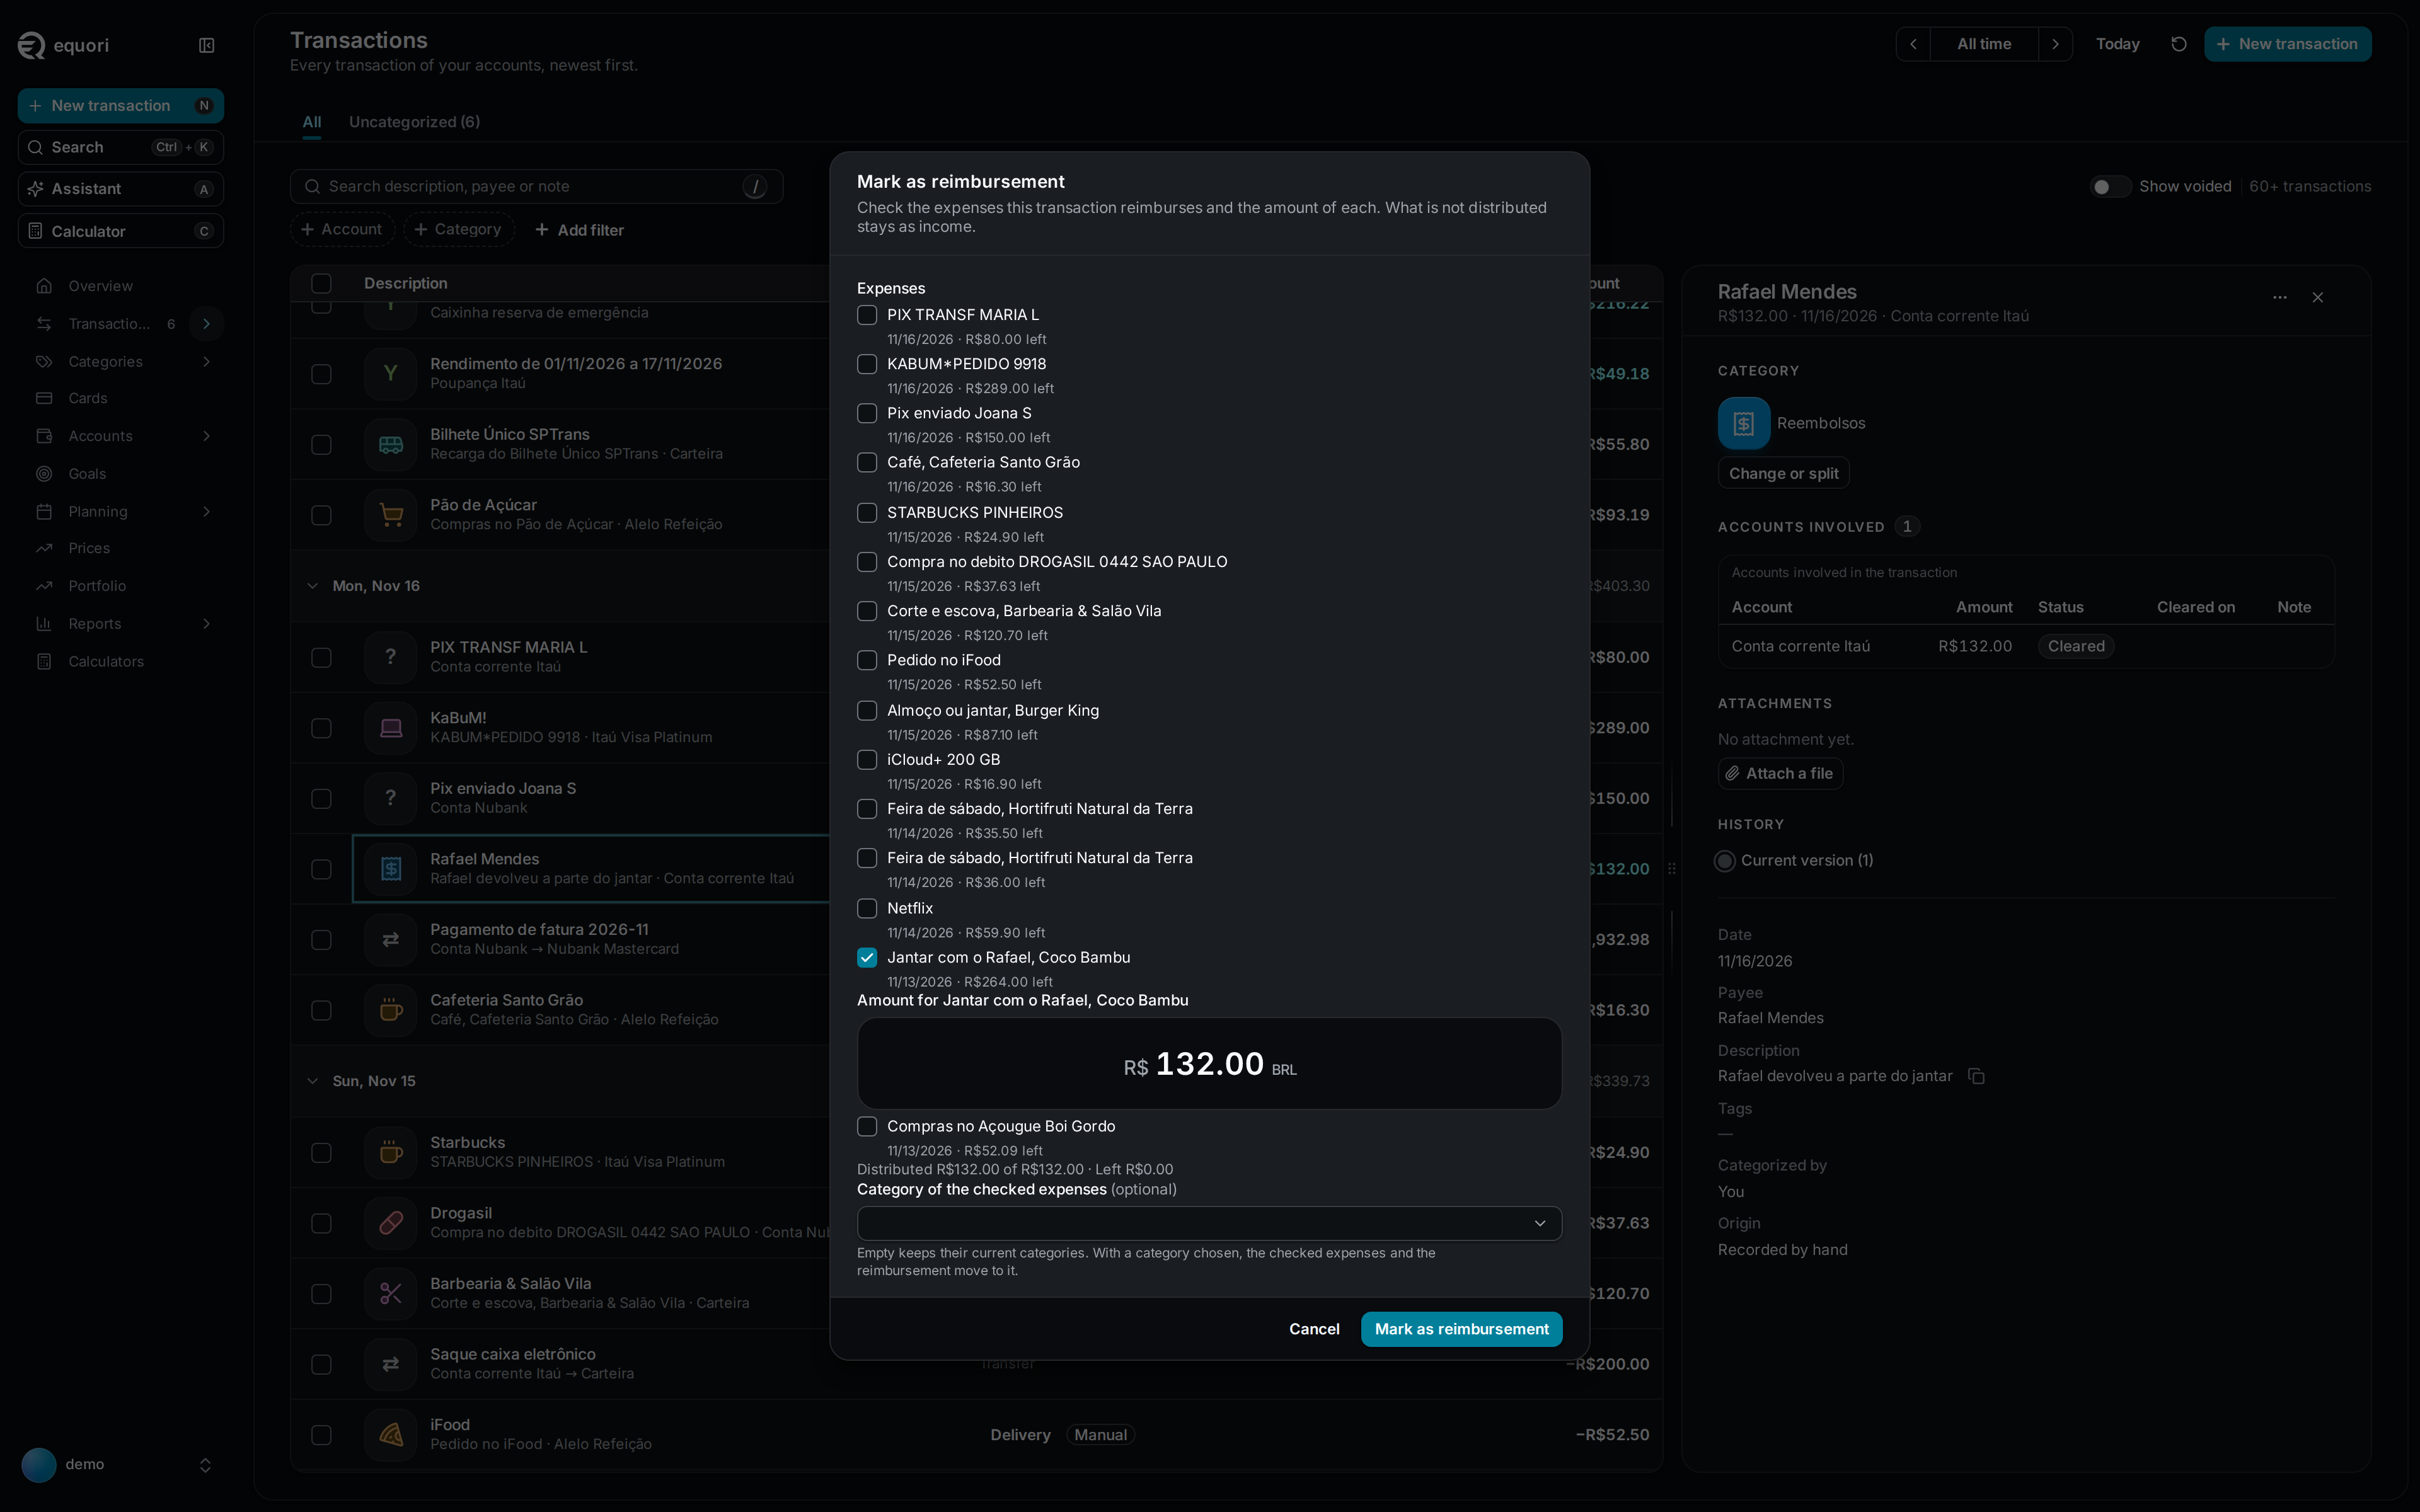 equori
New transaction N
Search Ctrl + K
Assistant A
Calculator C
Overview
Transactio... 6
Categories
Cards
Accounts
Goals
Planning
Prices
Portfolio
Reports
Calculators
demo
Transactions
Every transaction of your accounts, newest first.
All time
Today
New transaction
All
Uncategorized (6)
Search description, payee or note /
Show voided
60+ transactions
Account
Category
Add filter
Description
ount
Caixinha reserva de emergência
$216.22
Y
Rendimento de 01/11/2026 a 17/11/2026
Poupança Itaú
R$49.18
Bilhete Único SPTrans
Recarga do Bilhete Único SPTrans · Carteira
R$55.80
Pão de Açúcar
Compras no Pão de Açúcar · Alelo Refeição
R$93.19
Mon, Nov 16
R$403.30
?
PIX TRANSF MARIA L
Conta corrente Itaú
R$80.00
KaBuM!
KABUM*PEDIDO 9918 · Itaú Visa Platinum
$289.00
?
Pix enviado Joana S
Conta Nubank
$150.00
Rafael Mendes
Rafael devolveu a parte do jantar · Conta corrente Itaú
$132.00
Pagamento de fatura 2026-11
Conta Nubank → Nubank Mastercard
,932.98
Cafeteria Santo Grão
Café, Cafeteria Santo Grão · Alelo Refeição
R$16.30
Sun, Nov 15
R$339.73
Starbucks
STARBUCKS PINHEIROS · Itaú Visa Platinum
R$24.90
Drogasil
Compra no debito DROGASIL 0442 SAO PAULO · Conta Nub
R$37.63
Barbearia & Salão Vila
Corte e escova, Barbearia & Salão Vila · Carteira
$120.70
Saque caixa eletrônico
Conta corrente Itaú → Carteira
Transfer
−R$200.00
iFood
Pedido no iFood · Alelo Refeição
Delivery
Manual
−R$52.50
Mark as reimbursement
Check the expenses this transaction reimburses and the amount of each. What is not distributed
stays as income.
Expenses
PIX TRANSF MARIA L
11/16/2026 · R$80.00 left
KABUM*PEDIDO 9918
11/16/2026 · R$289.00 left
Pix enviado Joana S
11/16/2026 · R$150.00 left
Café, Cafeteria Santo Grão
11/16/2026 · R$16.30 left
STARBUCKS PINHEIROS
11/15/2026 · R$24.90 left
Compra no debito DROGASIL 0442 SAO PAULO
11/15/2026 · R$37.63 left
Corte e escova, Barbearia & Salão Vila
11/15/2026 · R$120.70 left
Pedido no iFood
11/15/2026 · R$52.50 left
Almoço ou jantar, Burger King
11/15/2026 · R$87.10 left
iCloud+ 200 GB
11/15/2026 · R$16.90 left
Feira de sábado, Hortifruti Natural da Terra
11/14/2026 · R$35.50 left
Feira de sábado, Hortifruti Natural da Terra
11/14/2026 · R$36.00 left
Netflix
11/14/2026 · R$59.90 left
Jantar com o Rafael, Coco Bambu
11/13/2026 · R$264.00 left
Amount for Jantar com o Rafael, Coco Bambu
R$ 132.00 BRL
Compras no Açougue Boi Gordo
11/13/2026 · R$52.09 left
Distributed R$132.00 of R$132.00 · Left R$0.00
Category of the checked expenses (optional)
Empty keeps their current categories. With a category chosen, the checked expenses and the
reimbursement move to it.
Cancel
Mark as reimbursement
Rafael Mendes
R$132.00 · 11/16/2026 · Conta corrente Itaú
CATEGORY
Reembolsos
Change or split
ACCOUNTS INVOLVED 1
Accounts involved in the transaction
Account Amount Status Cleared on Note
Conta corrente Itaú R$132.00 Cleared
ATTACHMENTS
No attachment yet.
Attach a file
HISTORY
Current version (1)
Date
11/16/2026
Payee
Rafael Mendes
Description
Rafael devolveu a parte do jantar
Tags
—
Categorized by
You
Origin
Recorded by hand